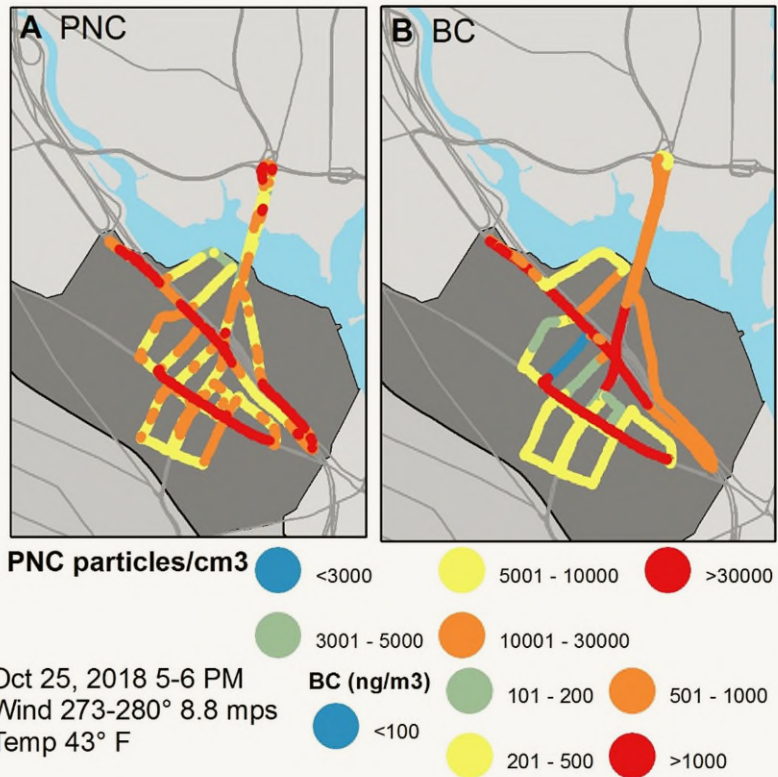 A PNC
B BC
PNC particles/cm3
<3000
5001 - 10000
>30000
3001 - 5000
10001 - 30000
Oct 25, 2018 5-6 PM
Wind 273-280° 8.8 mps
Temp 43° F
BC (ng/m3)
<100
101 - 200
501 - 1000
201 - 500
>1000